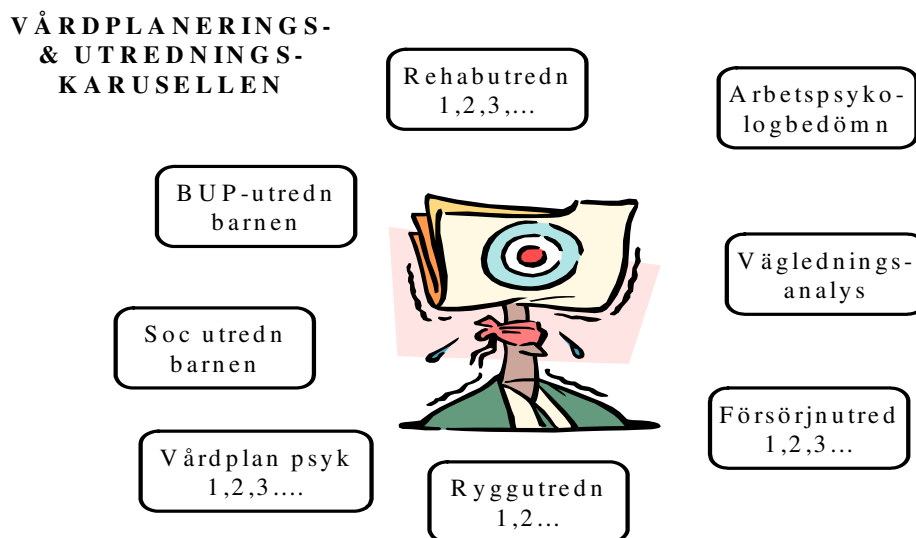 VÅRDPLANERINGS-
& UTREDNINGS-
KARUSELLEN
Rehabutredn
1,2,3,...
Arbetspsyko-
logbedömn
BUP-utredn
barnen
Väglednings-
analys
Soc utredn
barnen
Försörjnutred
1,2,3...
Vårdplan psyk
1,2,3....
Ryggutredn
1,2...